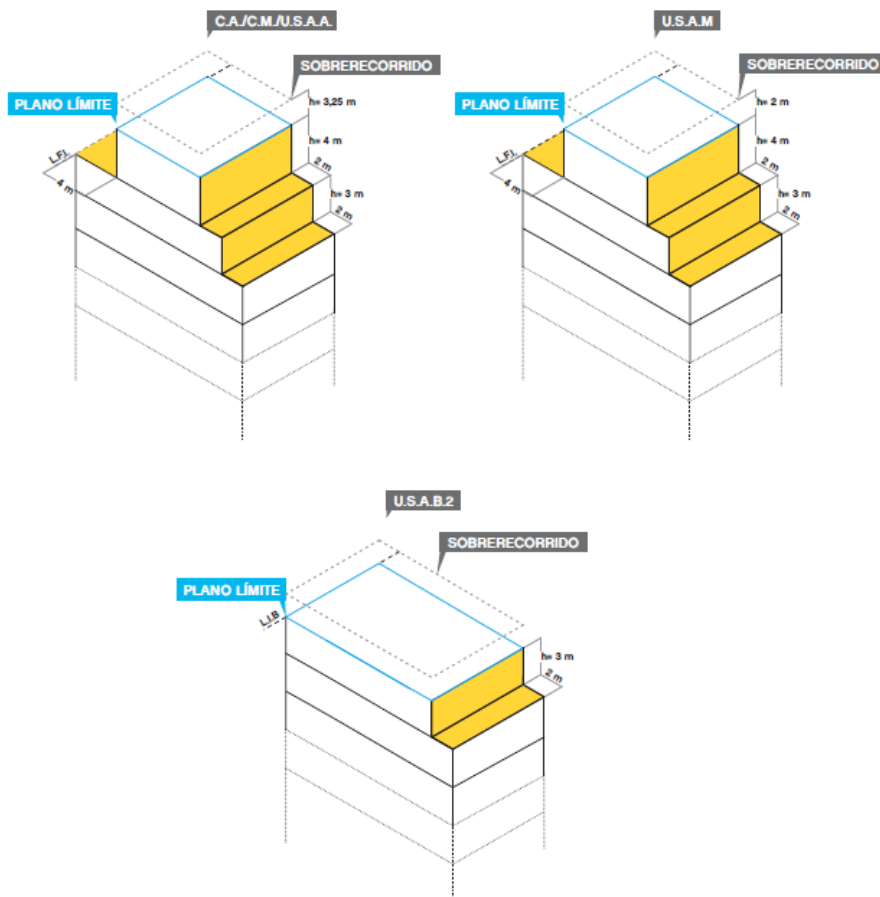 C.A./C.M./U.S.A.A.
SOBRERECORRIDO
PLANO LÍMITE
h= 3,25 m
h= 4 m
L.F.I.
4 m
2 m
h= 3 m
2 m
U.S.A.M
SOBRERECORRIDO
PLANO LÍMITE
h= 2 m
h= 4 m
L.F.I.
4 m
2 m
h= 3 m
2 m
U.S.A.B.2
SOBRERECORRIDO
PLANO LÍMITE
L.I.B
h= 3 m
2 m